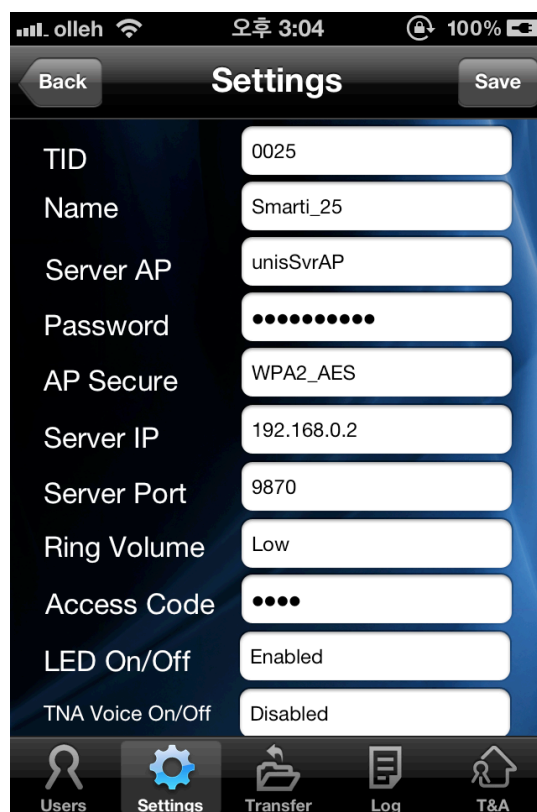 olleh 오후 3:04 100%
Back Settings Save
TID 0025
Name Smarti_25
Server AP unisSvrAP
Password ●●●●●●●●●●
AP Secure WPA2_AES
Server IP 192.168.0.2
Server Port 9870
Ring Volume Low
Access Code ●●●●
LED On/Off Enabled
TNA Voice On/Off Disabled
Users Settings Transfer Log T&A